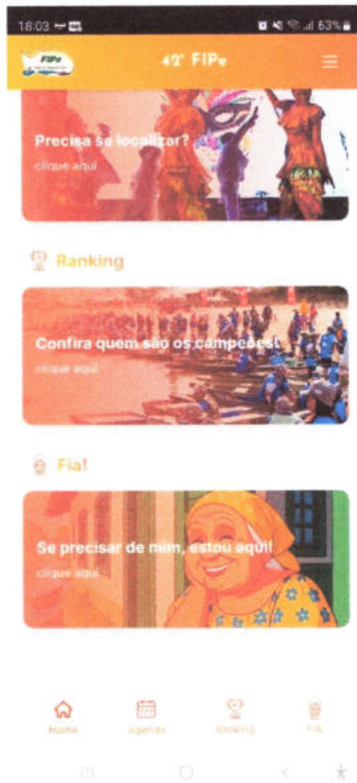 18:03
63%
FIPe
42° FIPe
Precisa se localizar?
clique aqui
Ranking
Confira quem são os campeões!
clique aqui
Fia!
Se precisar de mim, estou aqui!
clique aqui
Home
Agenda
Ranking
FIA